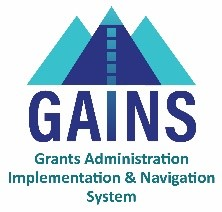 GAINS
Grants Administration
Implementation & Navigation
System